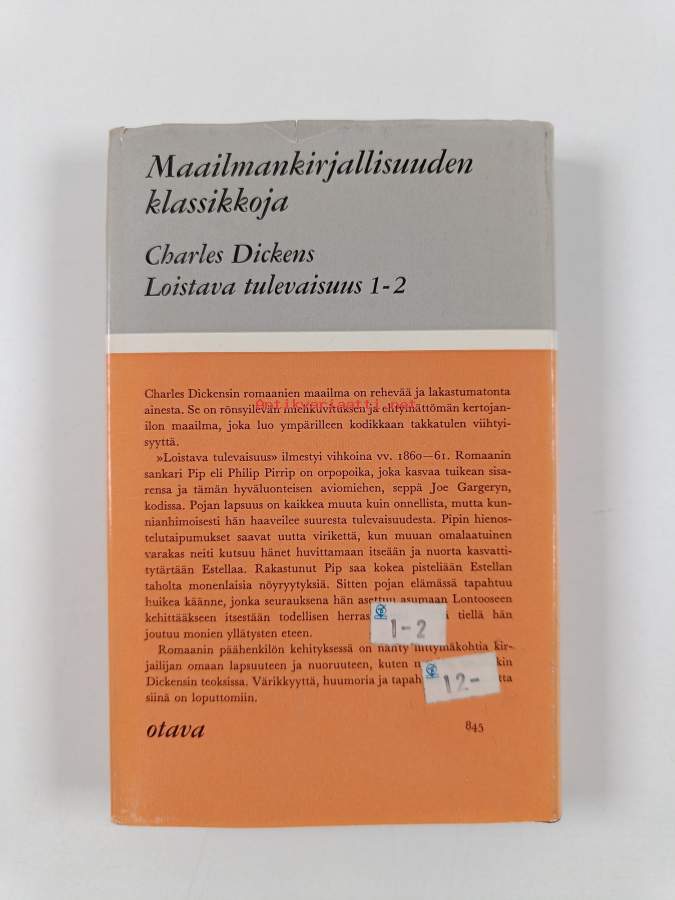 Maailmankirjallisuuden
klassikkoja
Charles Dickens
Loistava tulevaisuus 1-2
Charles Dickensin romaanien maailma on rehevää ja lakastumatonta
ainesta. Se on rönsyilevän mielikuvituksen ja ehtymättömän kertojan-
Antikvariaatti.net
ilon maailma, joka luo ympärilleen kodikkaan takkatulen viihtyi-
syyttä.
»Loistava tulevaisuus» ilmestyi vihkoina vv. 1860—61. Romaanin
sankari Pip eli Philip Pirrip on orpopoika, joka kasvaa tuikean sisa-
rensa ja tämän hyväluonteisen aviomiehen, seppä Joe Gargeryn,
kodissa. Pojan lapsuus on kaikkea muuta kuin onnellista, mutta kun-
nianhimoisesti hän haaveilee suuresta tulevaisuudesta. Pipin hienos-
telutaipumukset saavat uutta virikettä, kun muuan omalaatuinen
varakas neiti kutsuu hänet huvittamaan itseään ja nuorta kasvatti-
tytärtään Estellaa. Rakastunut Pip saa kokea pisteliään Estellan
taholta monenlaisia nöyryytyksiä. Sitten pojan elämässä tapahtuu
huikea käänne, jonka seurauksena hän asettuu asumaan Lontooseen
kehittääkseen itsestään todellisen herras tiellä hän
1-2
joutuu monien yllätysten eteen.
Romaanin päähenkilön kehityksessä on nähty liittymäkohtia kir-
jailijan omaan lapsuuteen ja nuoruuteen, kuten kin
Dickensin teoksissa. Värikkyyttä, huumoria ja tapah tta
12-
siinä on loputtomiin.
otava
845